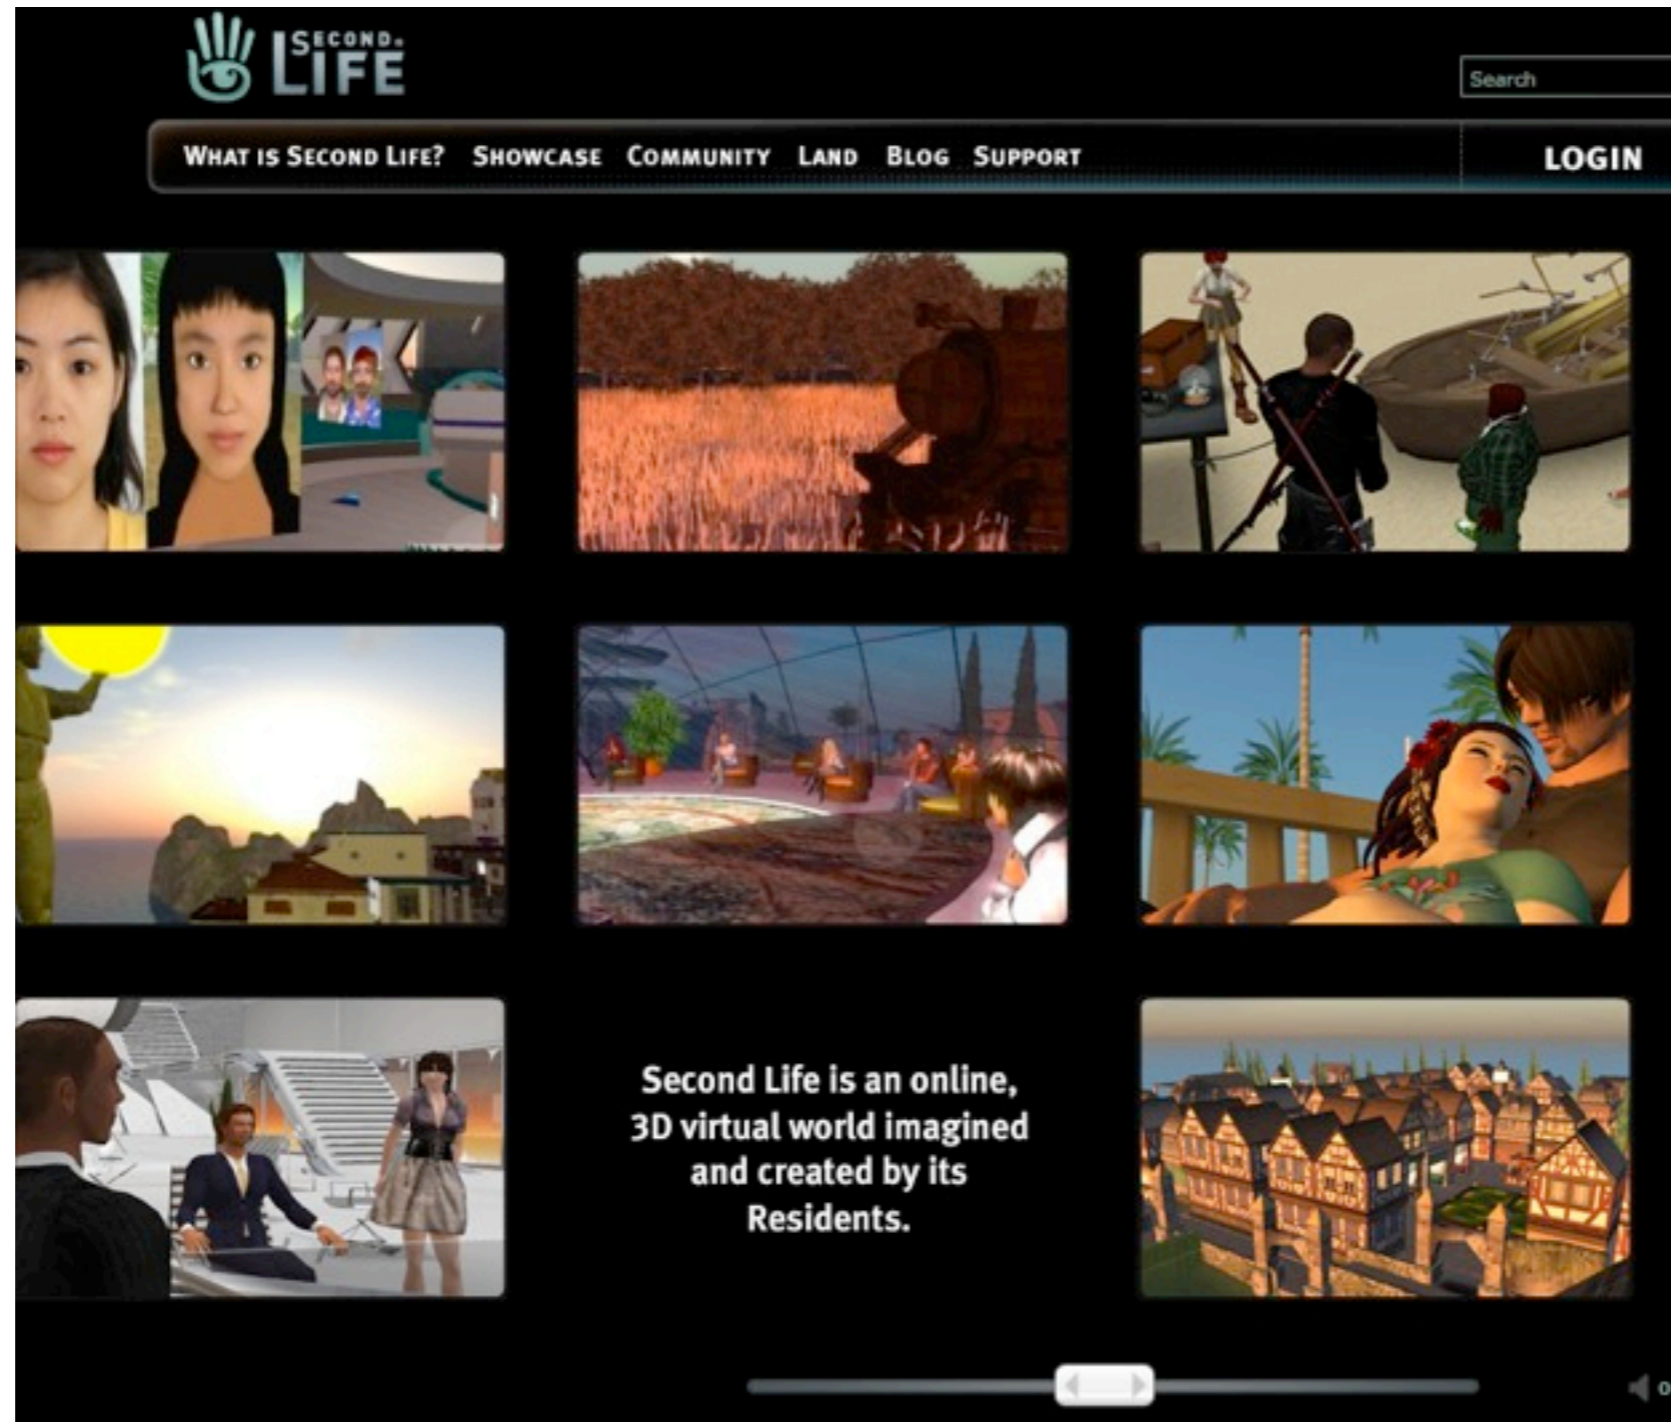 SECOND
LIFE
Search
WHAT IS SECOND LIFE? SHOWCASE COMMUNITY LAND BLOG SUPPORT
LOGIN
Second Life is an online,
3D virtual world imagined
and created by its
Residents.